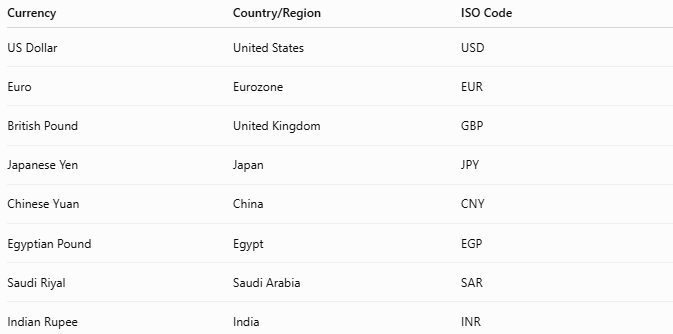 Currency Country/Region ISO Code
US Dollar United States USD
Euro Eurozone EUR
British Pound United Kingdom GBP
Japanese Yen Japan JPY
Chinese Yuan China CNY
Egyptian Pound Egypt EGP
Saudi Riyal Saudi Arabia SAR
Indian Rupee India INR